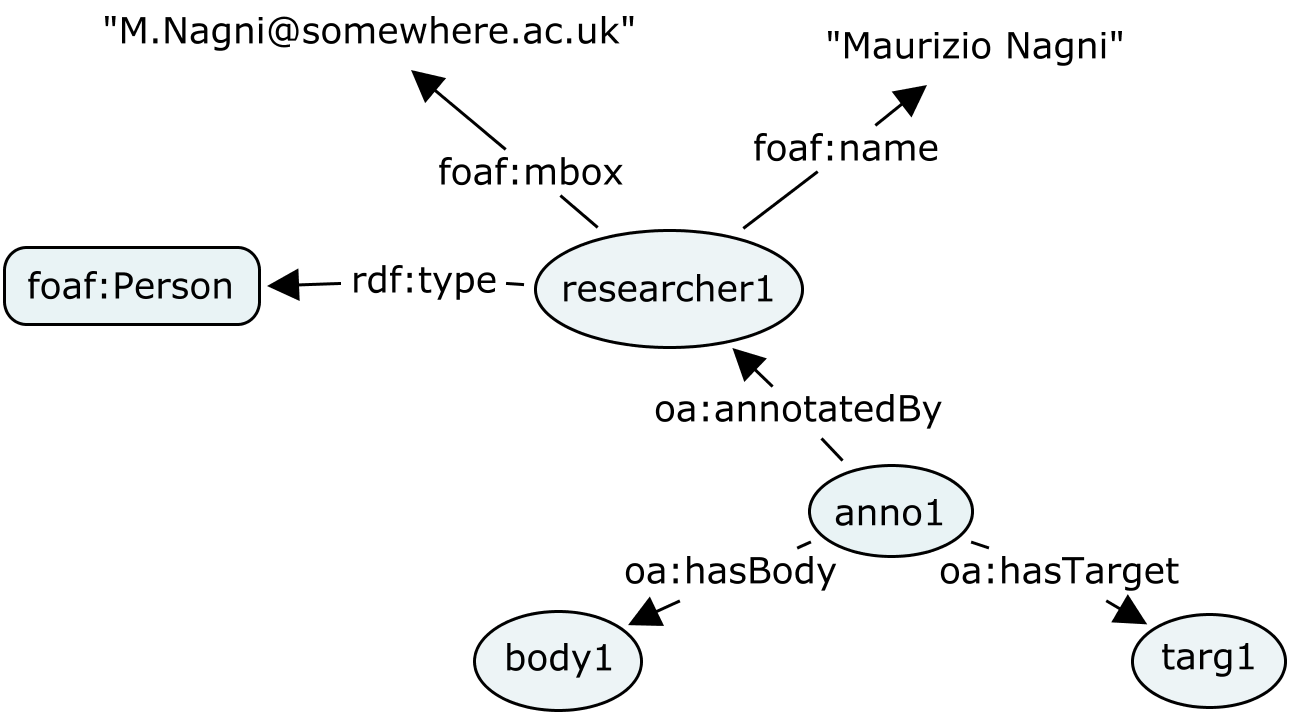 "M.Nagni@somewhere.ac.uk"
"Maurizio Nagni"
foaf:name
foaf:mbox
foaf:Person
rdf:type
researcher1
oa:annotatedBy
anno1
oa:hasBody
oa:hasTarget
body1
targ1